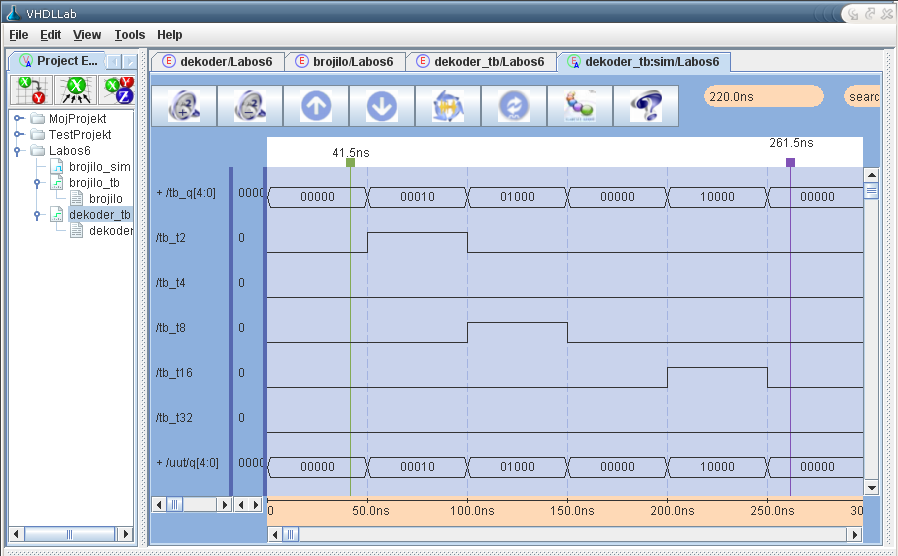 VHDLLab
File Edit View Tools Help
Project E...
dekoder/Labos6 brojilo/Labos6 dekoder_tb/Labos6 dekoder_tb:sim/Labos6
220.0ns searc
MojProjekt
TestProjekt
Labos6
brojilo_sim
brojilo_tb
brojilo
dekoder_tb
dekoder
41.5ns 261.5ns
+ /tb_q[4:0] 0000 00000 00010 01000 00000 10000 00000
/tb_t2 0
/tb_t4 0
/tb_t8 0
/tb_t16 0
/tb_t32 0
+ /uut/q[4:0] 0000 00000 00010 01000 00000 10000 00000
0 50.0ns 100.0ns 150.0ns 200.0ns 250.0ns 30